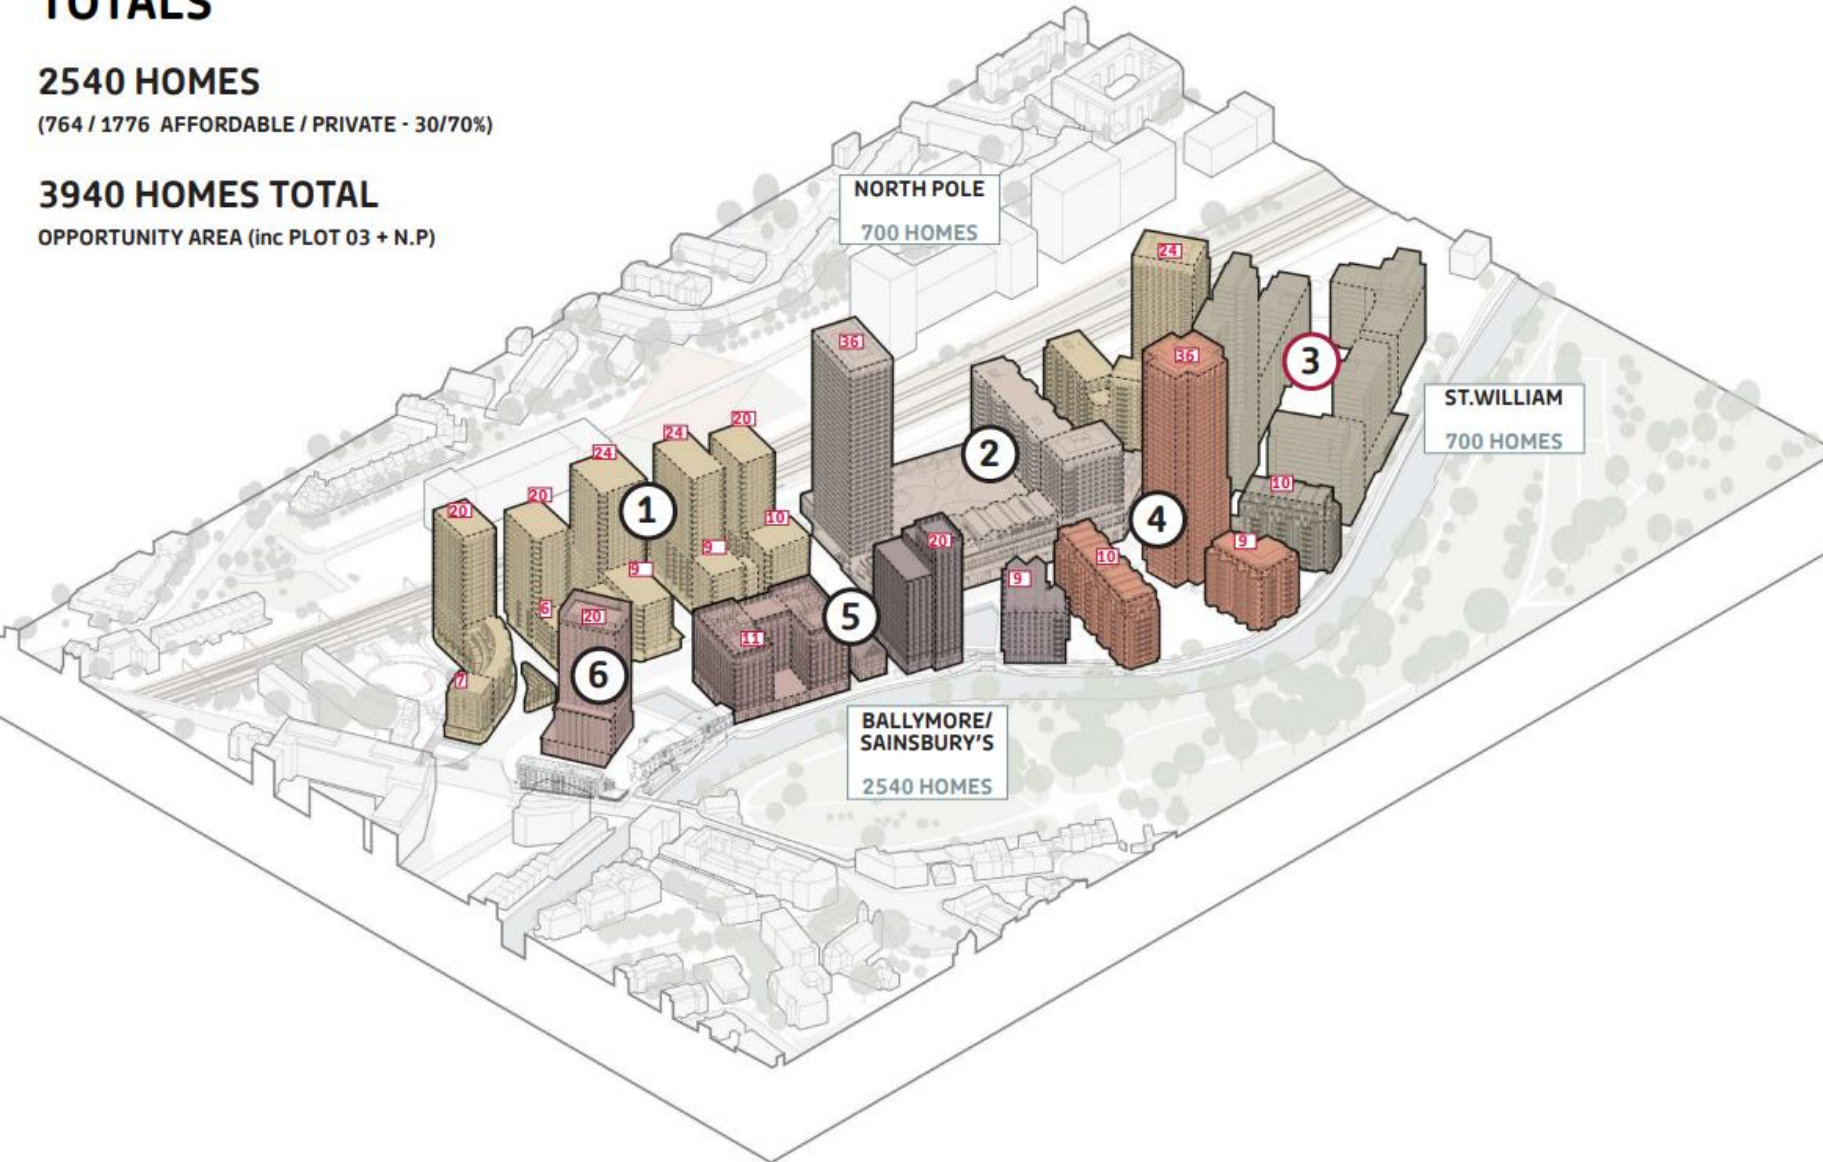 TOTALS
2540 HOMES
(764 / 1776 AFFORDABLE / PRIVATE - 30/70%)
3940 HOMES TOTAL
OPPORTUNITY AREA (inc PLOT 03 + N.P)
NORTH POLE
700 HOMES
24
36
36
3
ST.WILLIAM
700 HOMES
20
24
24
2
10
20
20
1
10
4
20
9
9
10
9
9
6
20
11
5
7
6
BALLYMORE/
SAINSBURY'S
2540 HOMES